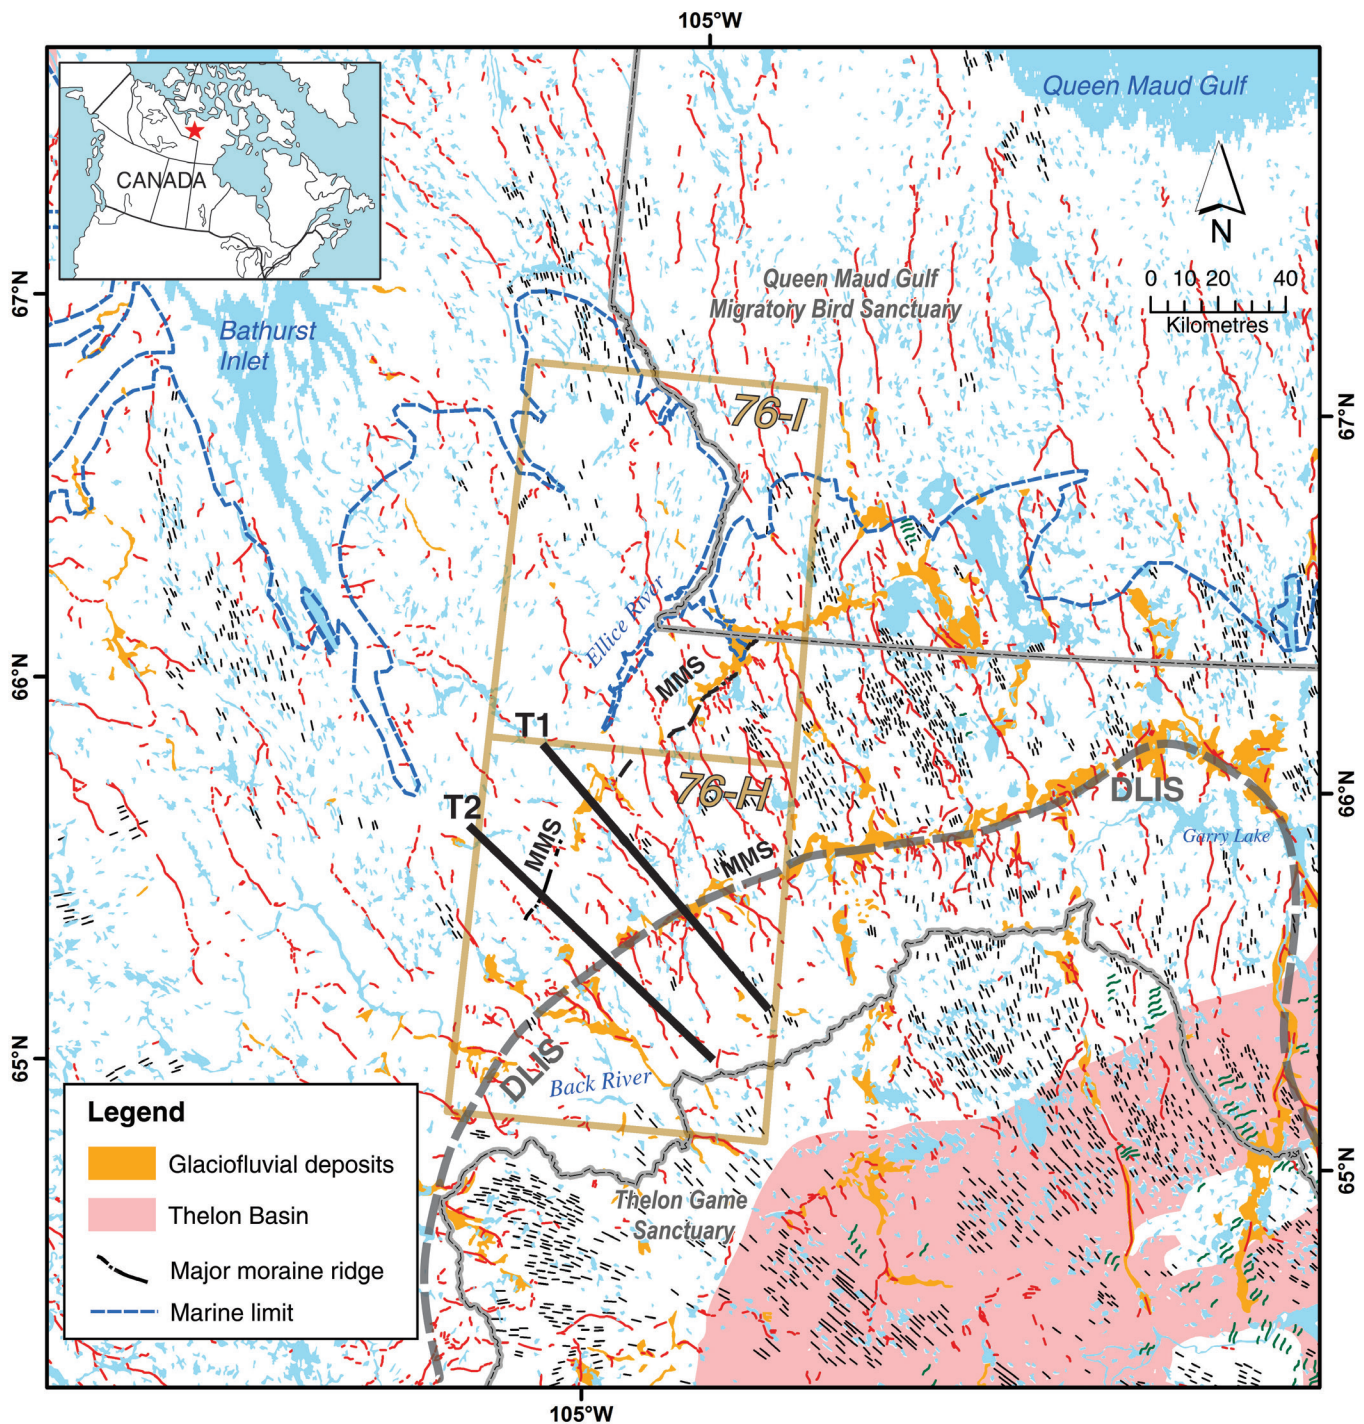 105°W
Queen Maud Gulf
CANADA
N
0 10 20 40
Kilometres
67°N
Queen Maud Gulf
Migratory Bird Sanctuary
Bathurst
Inlet
76-I
67°N
Ellice River
MMS
66°N
T1
76-H
DLIS
66°N
T2
MMS
MMS
Garry Lake
65°N
DLIS
Back River
Legend
Glaciofluvial deposits
Thelon Basin
Major moraine ridge
Marine limit
65°N
Thelon Game
Sanctuary
105°W